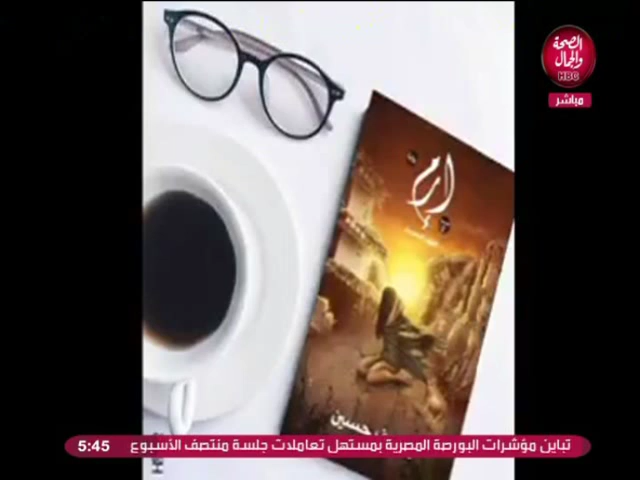 الصحة
والجمال
HBC
مباشر
إرم
حسين
تباين مؤشرات البورصة المصرية بمستهل تعاملات جلسة منتصف الأسبوع
5:45